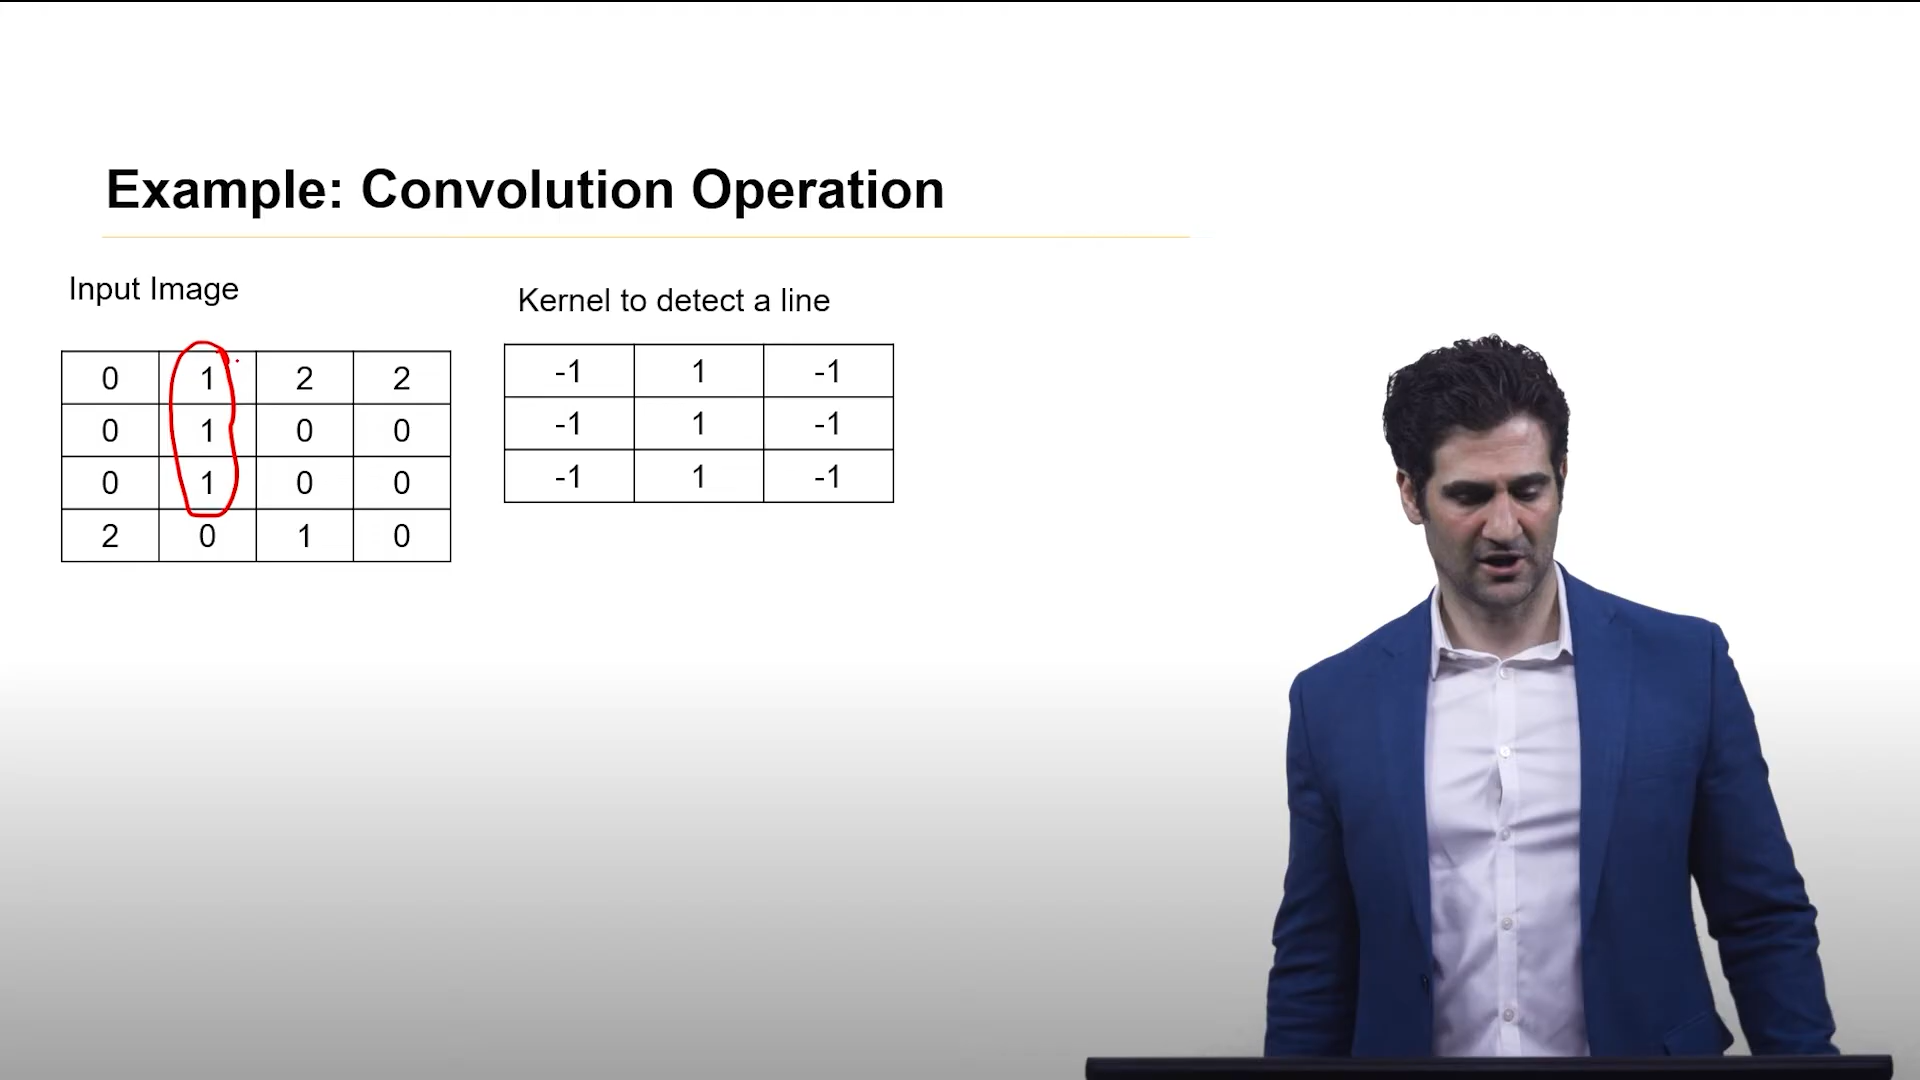 Example: Convolution Operation
Input Image
Kernel to detect a line
0 1 2 2
0 1 0 0
0 1 0 0
2 0 1 0
-1 1 -1
-1 1 -1
-1 1 -1